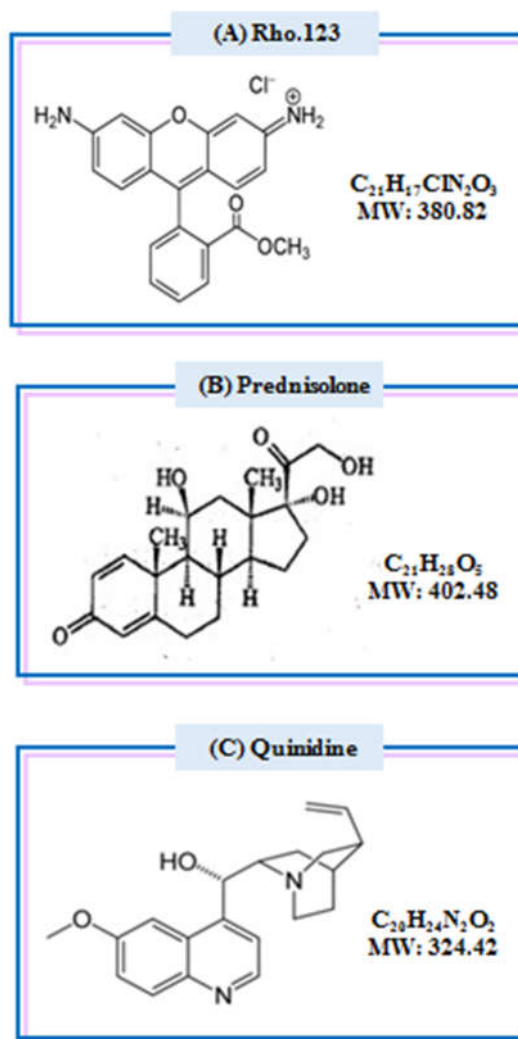 (A) Rho.123
Cl⁻
H₂N
O
⊕
NH₂
O
OCH₃
C₂₁H₁₇ClN₂O₃
MW: 380.82
(B) Prednisolone
O
OH
HO
CH₃
OH
H
CH₃
H
H
H
O
C₂₁H₂₈O₅
MW: 402.48
(C) Quinidine
HO
N
O
N
C₂₀H₂₄N₂O₂
MW: 324.42